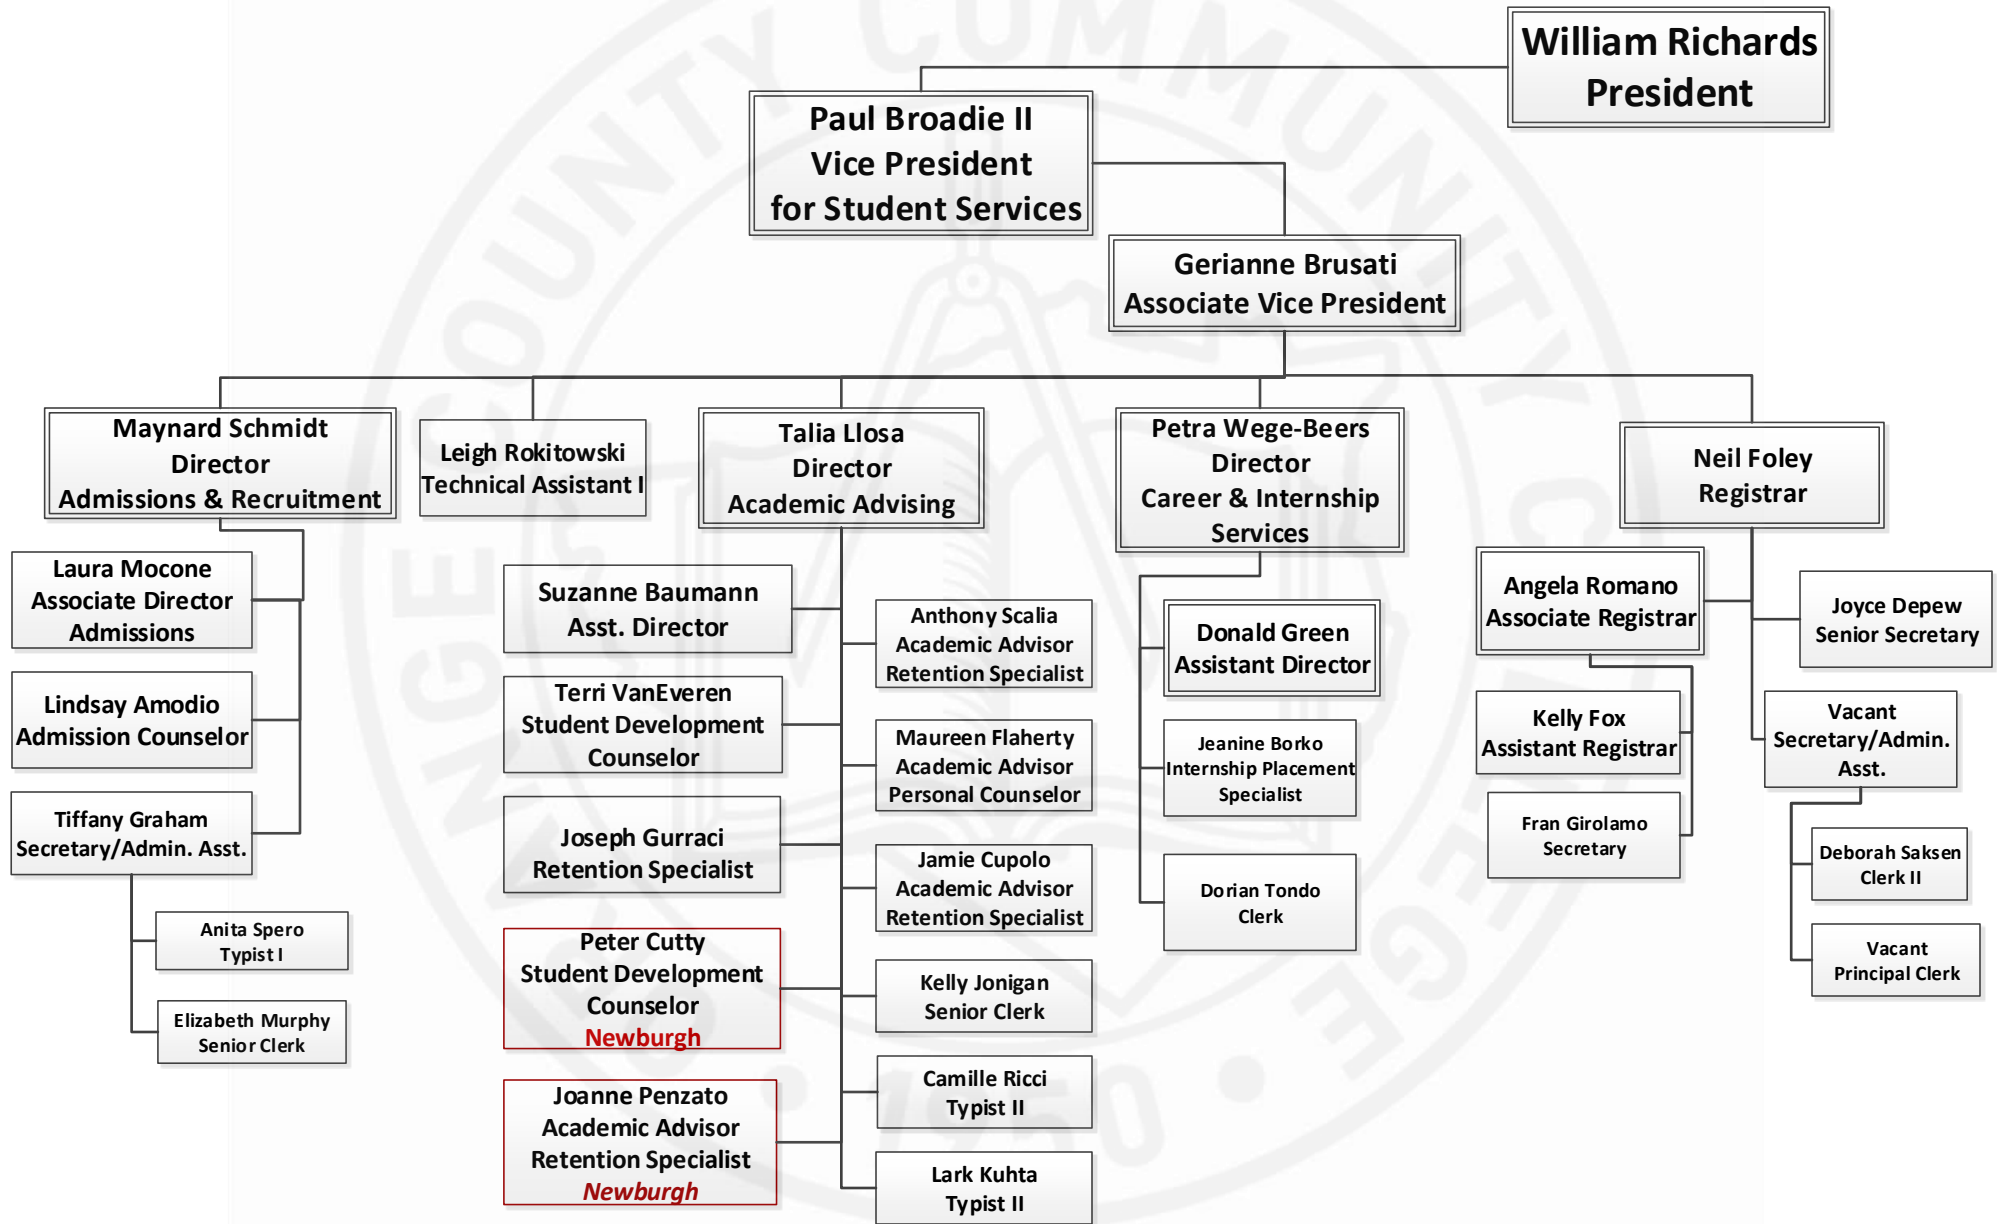 William Richards
President
Paul Broadie II
Vice President
for Student Services
Gerianne Brusati
Associate Vice President
Maynard Schmidt
Director
Admissions & Recruitment
Leigh Rokitowski
Technical Assistant I
Talia Llosa
Director
Academic Advising
Petra Wege-Beers
Director
Career & Internship
Services
Neil Foley
Registrar
Laura Mocone
Associate Director
Admissions
Lindsay Amodio
Admission Counselor
Tiffany Graham
Secretary/Admin. Asst.
Anita Spero
Typist I
Elizabeth Murphy
Senior Clerk
Suzanne Baumann
Asst. Director
Terri VanEveren
Student Development
Counselor
Joseph Gurraci
Retention Specialist
Peter Cutty
Student Development
Counselor
Newburgh
Joanne Penzato
Academic Advisor
Retention Specialist
Newburgh
Anthony Scalia
Academic Advisor
Retention Specialist
Maureen Flaherty
Academic Advisor
Personal Counselor
Jamie Cupolo
Academic Advisor
Retention Specialist
Kelly Jonigan
Senior Clerk
Camille Ricci
Typist II
Lark Kuhta
Typist II
Donald Green
Assistant Director
Jeanine Borko
Internship Placement
Specialist
Dorian Tondo
Clerk
Angela Romano
Associate Registrar
Kelly Fox
Assistant Registrar
Fran Girolamo
Secretary
Joyce Depew
Senior Secretary
Vacant
Secretary/Admin.
Asst.
Deborah Saksen
Clerk II
Vacant
Principal Clerk
ORANGE COUNTY COMMUNITY COLLEGE
1950